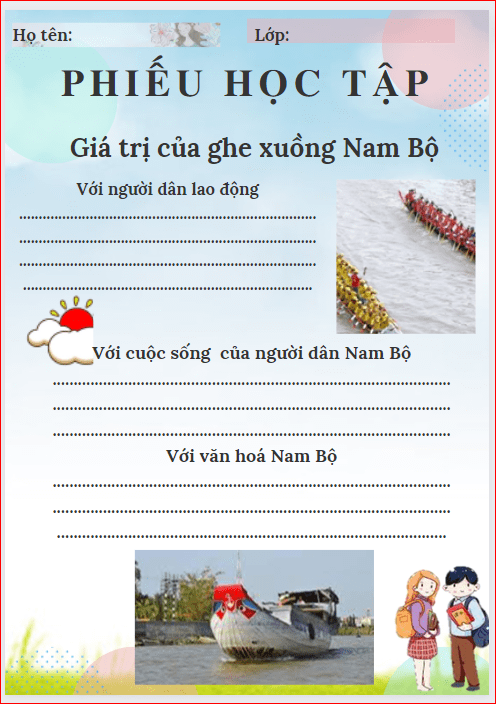 Họ tên:
Lớp:
PHIẾU HỌC TẬP
Giá trị của ghe xuồng Nam Bộ
Với người dân lao động
................................................................................
................................................................................
................................................................................
................................................................................
Với cuộc sống của người dân Nam Bộ
................................................................................
................................................................................
................................................................................
Với văn hoá Nam Bộ
................................................................................
................................................................................
................................................................................